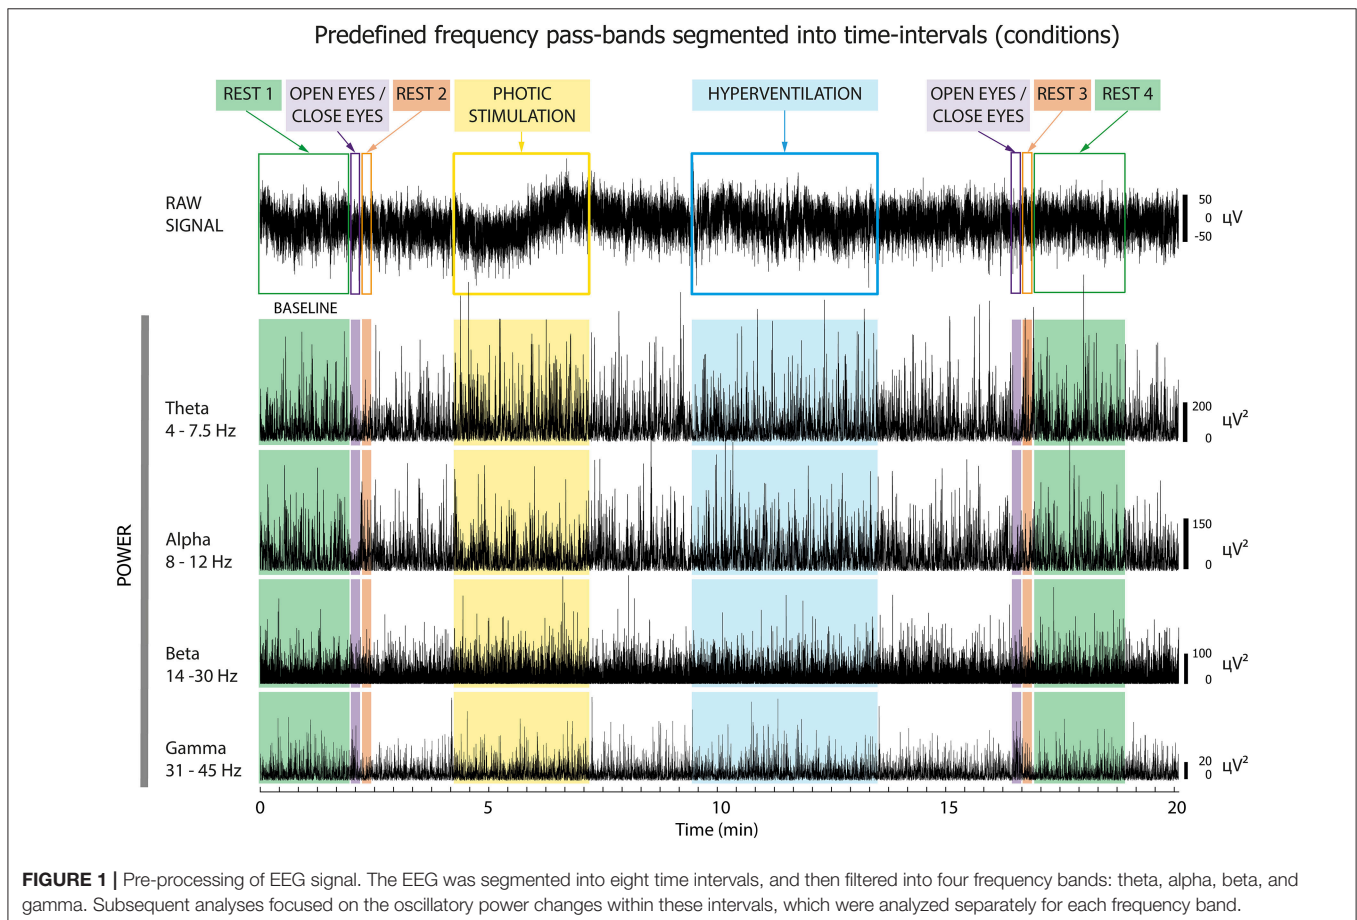 Predefined frequency pass-bands segmented into time-intervals (conditions)
REST 1
OPEN EYES /
CLOSE EYES
REST 2
PHOTIC
STIMULATION
HYPERVENTILATION
OPEN EYES /
CLOSE EYES
REST 3
REST 4
RAW
SIGNAL
50
0
-50
µV
BASELINE
POWER
Theta
4 - 7.5 Hz
200
0
µV²
Alpha
8 - 12 Hz
150
0
µV²
Beta
14 -30 Hz
100
0
µV²
Gamma
31 - 45 Hz
20
0
µV²
0 5 10 15 20
Time (min)
FIGURE 1 | Pre-processing of EEG signal. The EEG was segmented into eight time intervals, and then filtered into four frequency bands: theta, alpha, beta, and
gamma. Subsequent analyses focused on the oscillatory power changes within these intervals, which were analyzed separately for each frequency band.